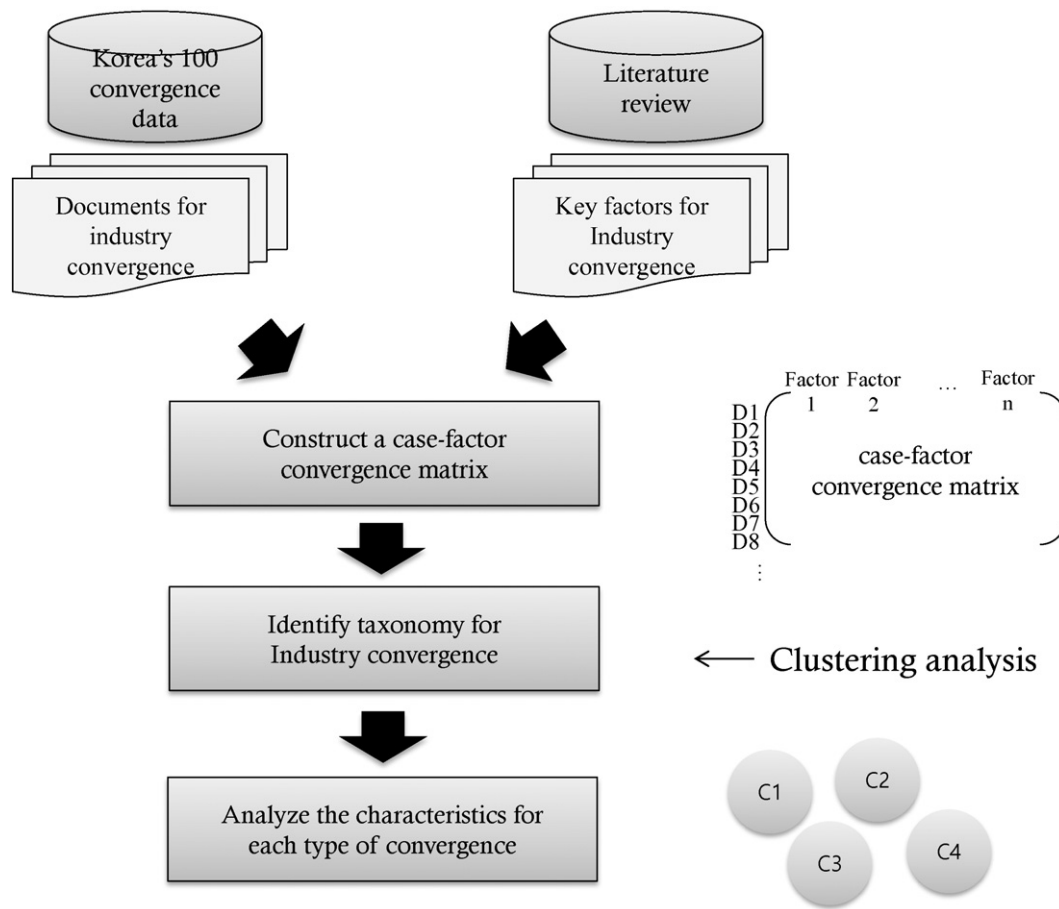 Korea's 100
convergence
data
Literature
review
Documents for
industry
convergence
Key factors for
Industry
convergence
Construct a case-factor
convergence matrix
Factor Factor ... Factor
1 2 n
D1
D2
D3
D4
D5
D6
D7
D8
⋮
case-factor
convergence matrix
Identify taxonomy for
Industry convergence
Clustering analysis
Analyze the characteristics for
each type of convergence
C1
C2
C3
C4